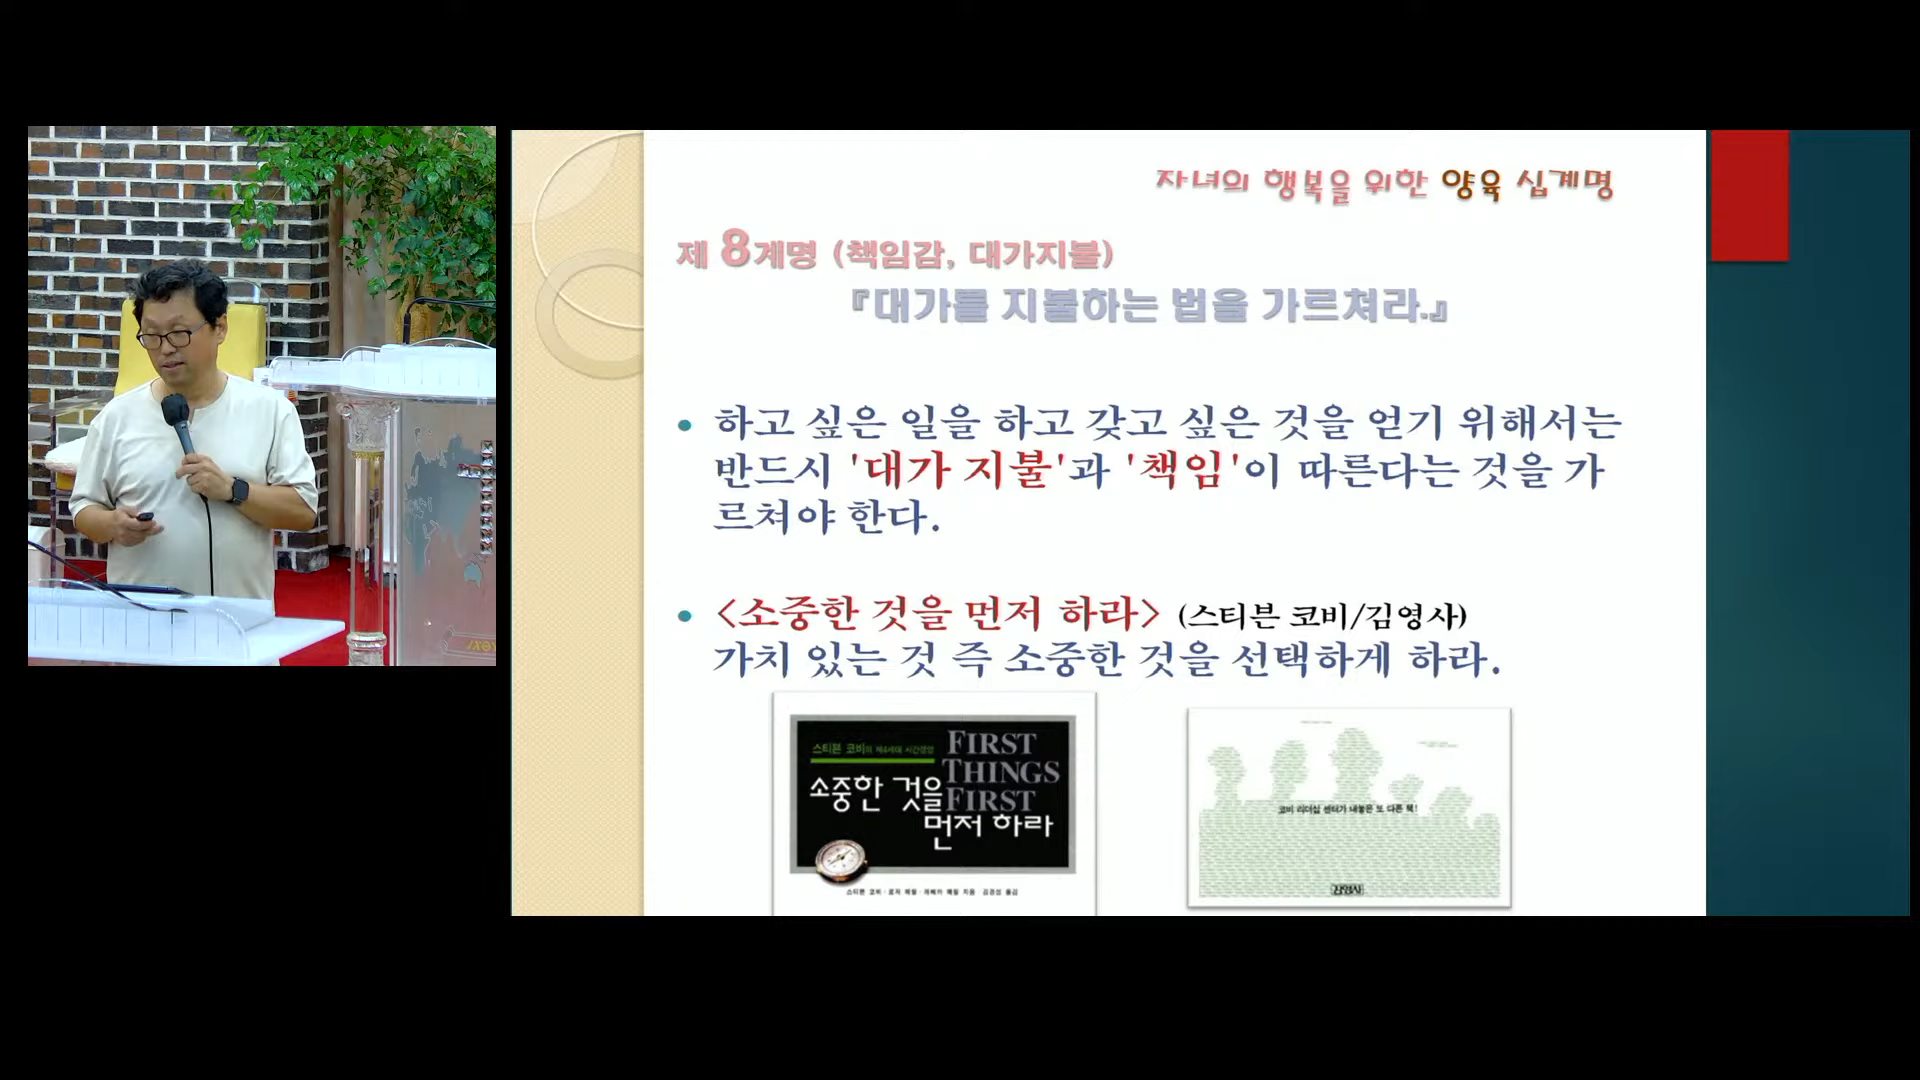 자녀의 행복을 위한 양육 십계명
제 8계명 (책임감, 대가지불)
『대가를 지불하는 법을 가르쳐라.』
• 하고 싶은 일을 하고 갖고 싶은 것을 얻기 위해서는
반드시 '대가 지불'과 '책임'이 따른다는 것을 가
르쳐야 한다.
• <소중한 것을 먼저 하라> (스티븐 코비/김영사)
가치 있는 것 즉 소중한 것을 선택하게 하라.
스티븐 코비의 제4세대 시간경영
FIRST
THINGS
FIRST
소중한 것을
먼저 하라
스티븐 코비· 로저 메릴 · 레베카 메릴 지음 김경섭 옮김
코비 리더십 센터가 내놓은 또 다른 책!
김영사